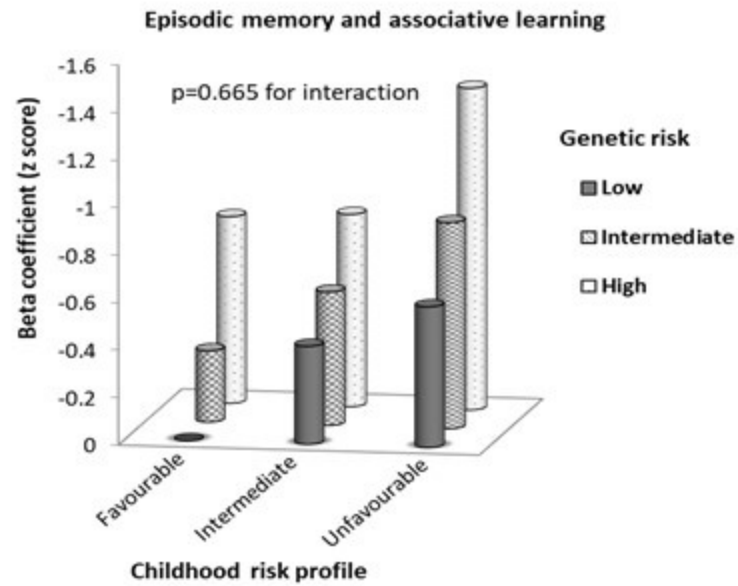 Episodic memory and associative learning
-1.6
-1.4
-1.2
-1
-0.8
-0.6
-0.4
-0.2
0
Beta coefficient (z score)
p=0.665 for interaction
Genetic risk
Low
Intermediate
High
Favourable
Intermediate
Unfavourable
Childhood risk profile